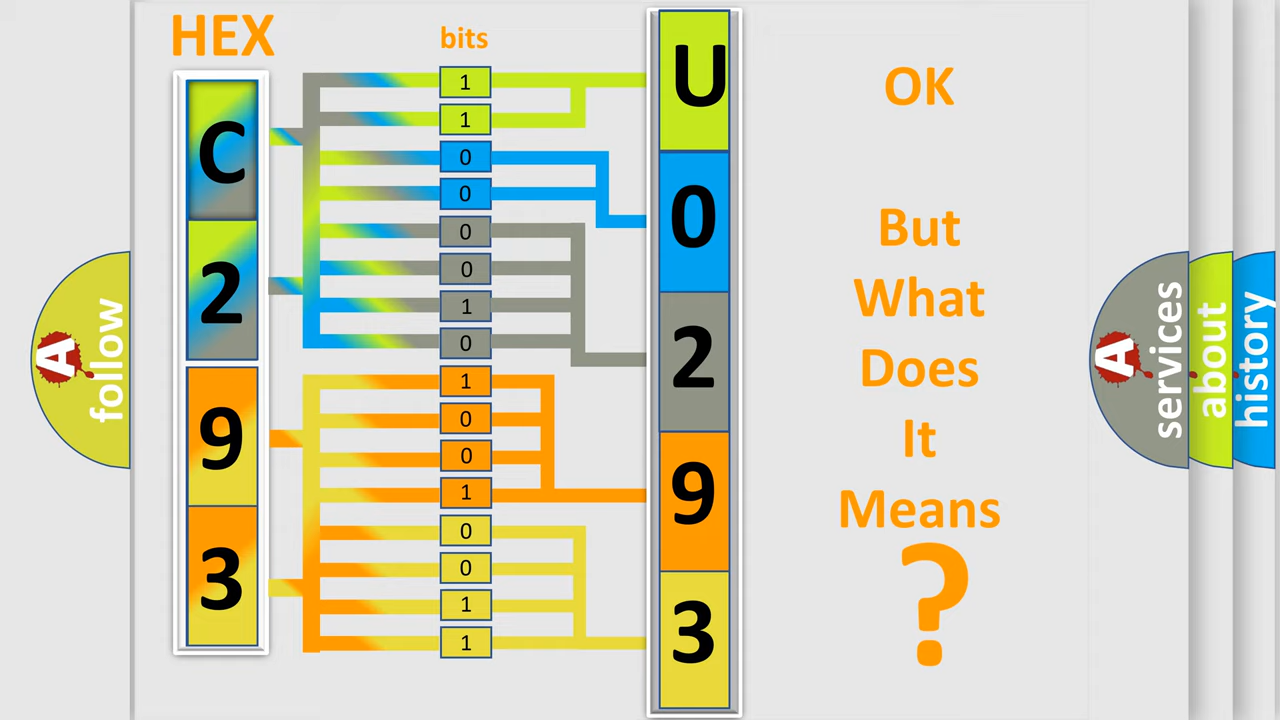 HEX
bits
C
2
9
3
1
1
0
0
0
0
1
0
1
0
0
1
0
0
1
1
U
0
2
9
3
OK
But
What
Does
It
Means
?
A
follow
A
services
about
history